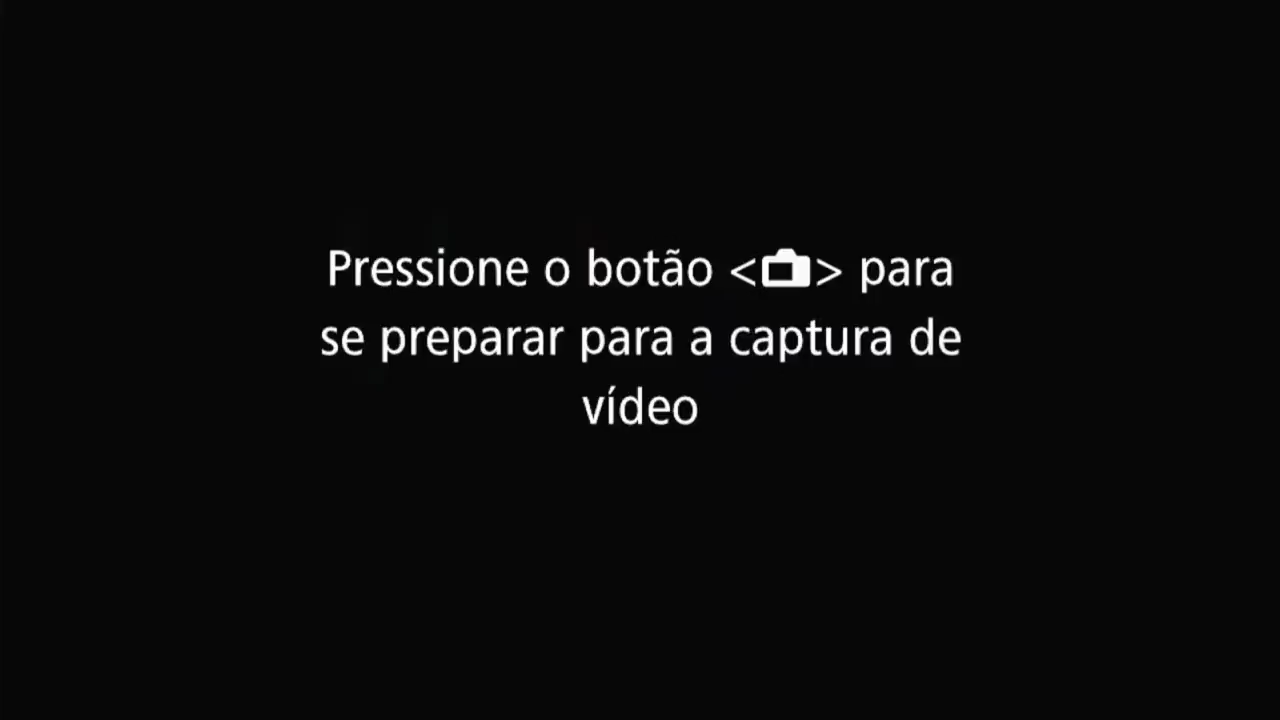 Pressione o botão <📷> para
se preparar para a captura de
vídeo